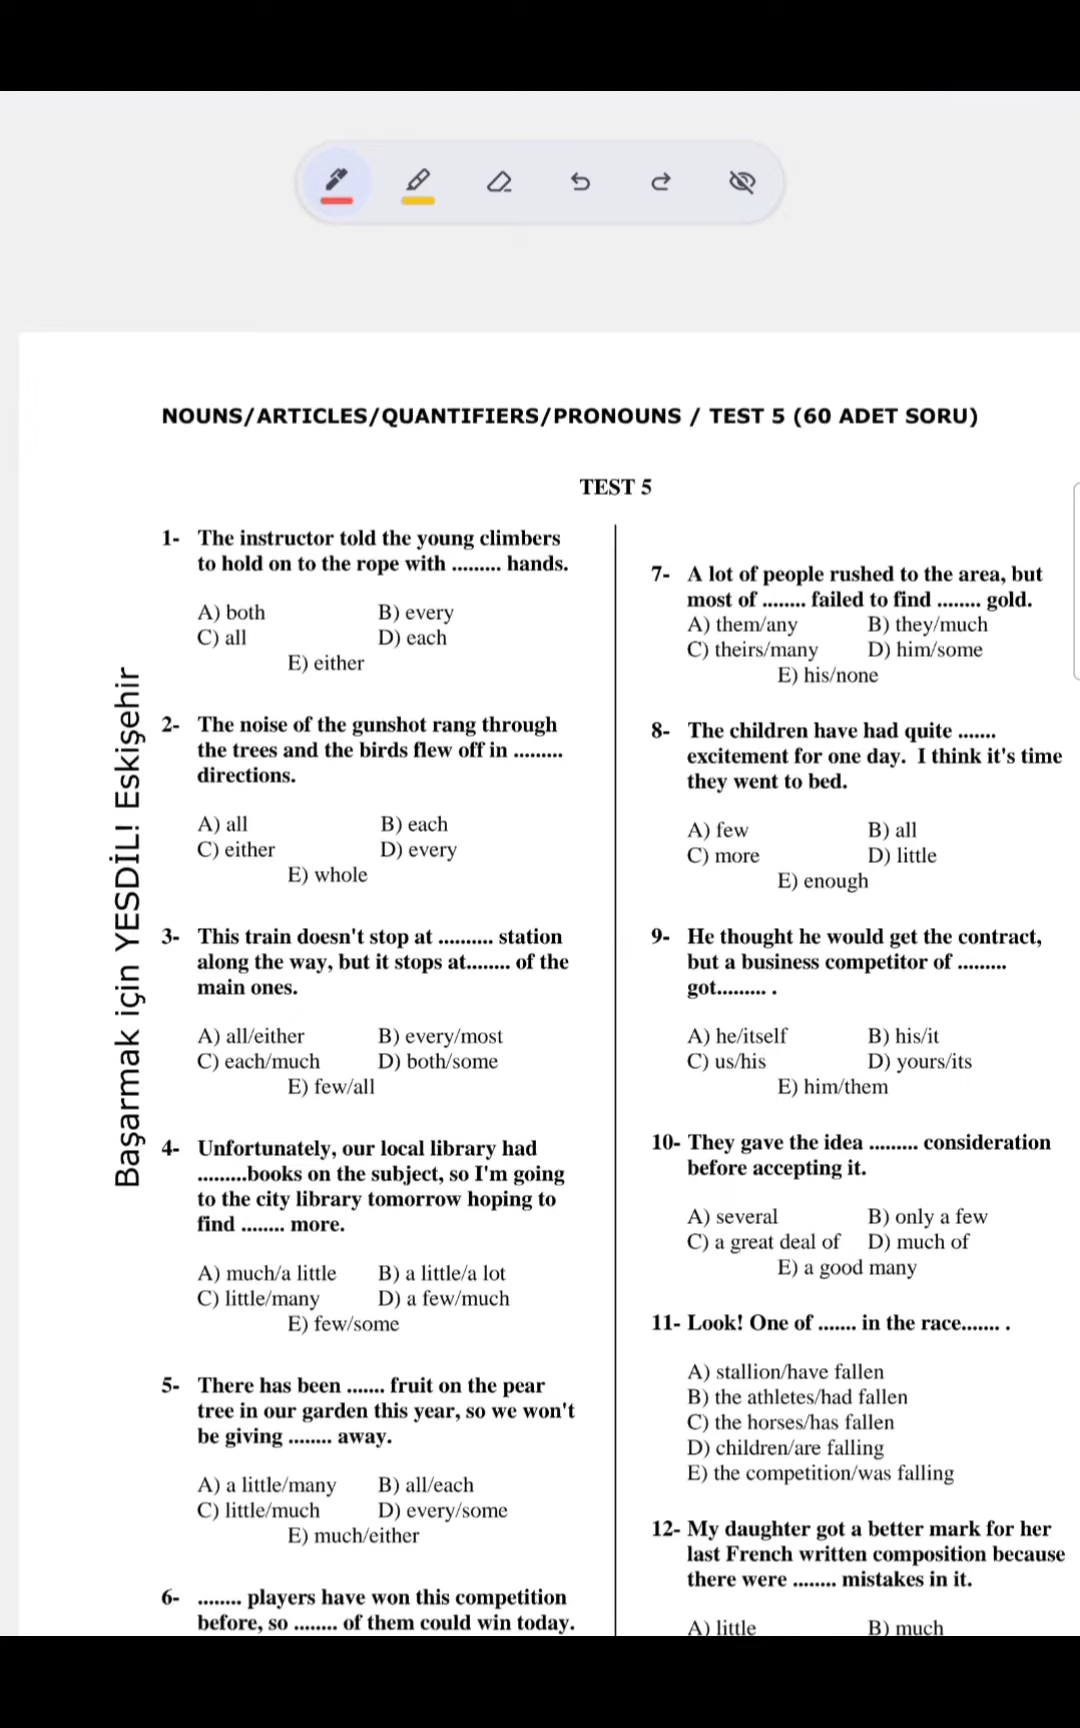 NOUNS/ARTICLES/QUANTIFIERS/PRONOUNS / TEST 5 (60 ADET SORU)
TEST 5
Başarmak için YESDİL! Eskişehir
1- The instructor told the young climbers
to hold on to the rope with ......... hands.
A) both B) every
C) all D) each
E) either
2- The noise of the gunshot rang through
the trees and the birds flew off in .........
directions.
A) all B) each
C) either D) every
E) whole
3- This train doesn't stop at .......... station
along the way, but it stops at........ of the
main ones.
A) all/either B) every/most
C) each/much D) both/some
E) few/all
4- Unfortunately, our local library had
.........books on the subject, so I'm going
to the city library tomorrow hoping to
find ........ more.
A) much/a little B) a little/a lot
C) little/many D) a few/much
E) few/some
5- There has been ....... fruit on the pear
tree in our garden this year, so we won't
be giving ........ away.
A) a little/many B) all/each
C) little/much D) every/some
E) much/either
6- ........ players have won this competition
before, so ........ of them could win today.
7- A lot of people rushed to the area, but
most of ........ failed to find ........ gold.
A) them/any B) they/much
C) theirs/many D) him/some
E) his/none
8- The children have had quite .......
excitement for one day. I think it's time
they went to bed.
A) few B) all
C) more D) little
E) enough
9- He thought he would get the contract,
but a business competitor of .........
got......... .
A) he/itself B) his/it
C) us/his D) yours/its
E) him/them
10- They gave the idea ......... consideration
before accepting it.
A) several B) only a few
C) a great deal of D) much of
E) a good many
11- Look! One of ....... in the race....... .
A) stallion/have fallen
B) the athletes/had fallen
C) the horses/has fallen
D) children/are falling
E) the competition/was falling
12- My daughter got a better mark for her
last French written composition because
there were ........ mistakes in it.
A) little B) much